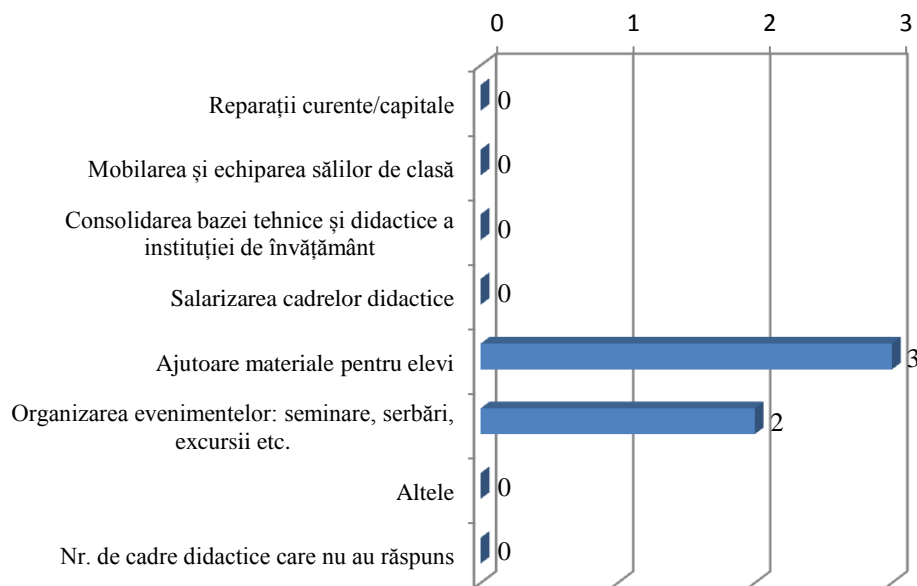 0 1 2 3
Reparații curente/capitale 0
Mobilarea și echiparea sălilor de clasă 0
Consolidarea bazei tehnice și didactice a
instituției de învățământ 0
Salarizarea cadrelor didactice 0
Ajutoare materiale pentru elevi 3
Organizarea evenimentelor: seminare, serbări,
excursii etc. 2
Altele 0
Nr. de cadre didactice care nu au răspuns 0